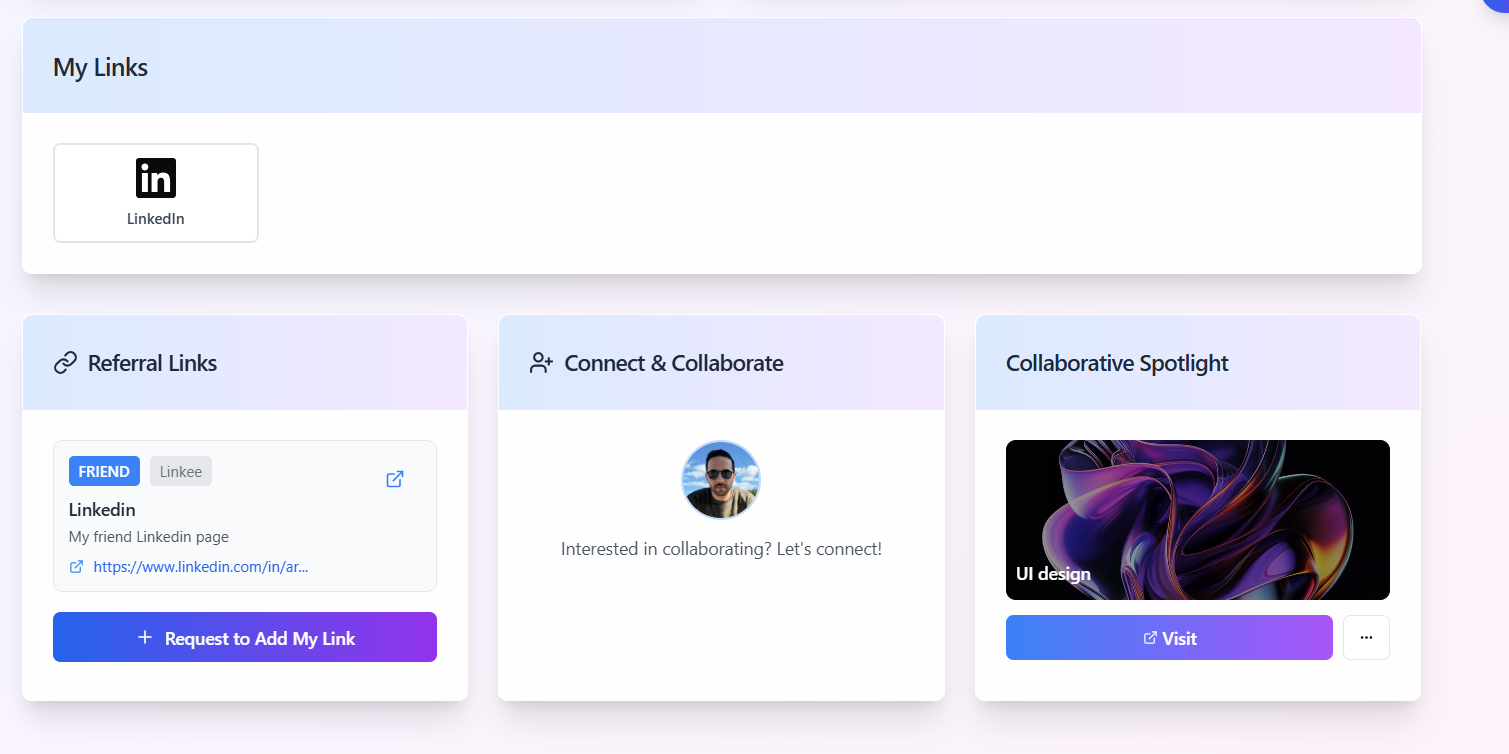 My Links
in
LinkedIn
Referral Links
Connect & Collaborate
Collaborative Spotlight
FRIEND
Linkee
Linkedin
My friend Linkedin page
https://www.linkedin.com/in/ar...
Request to Add My Link
Interested in collaborating? Let's connect!
UI design
Visit